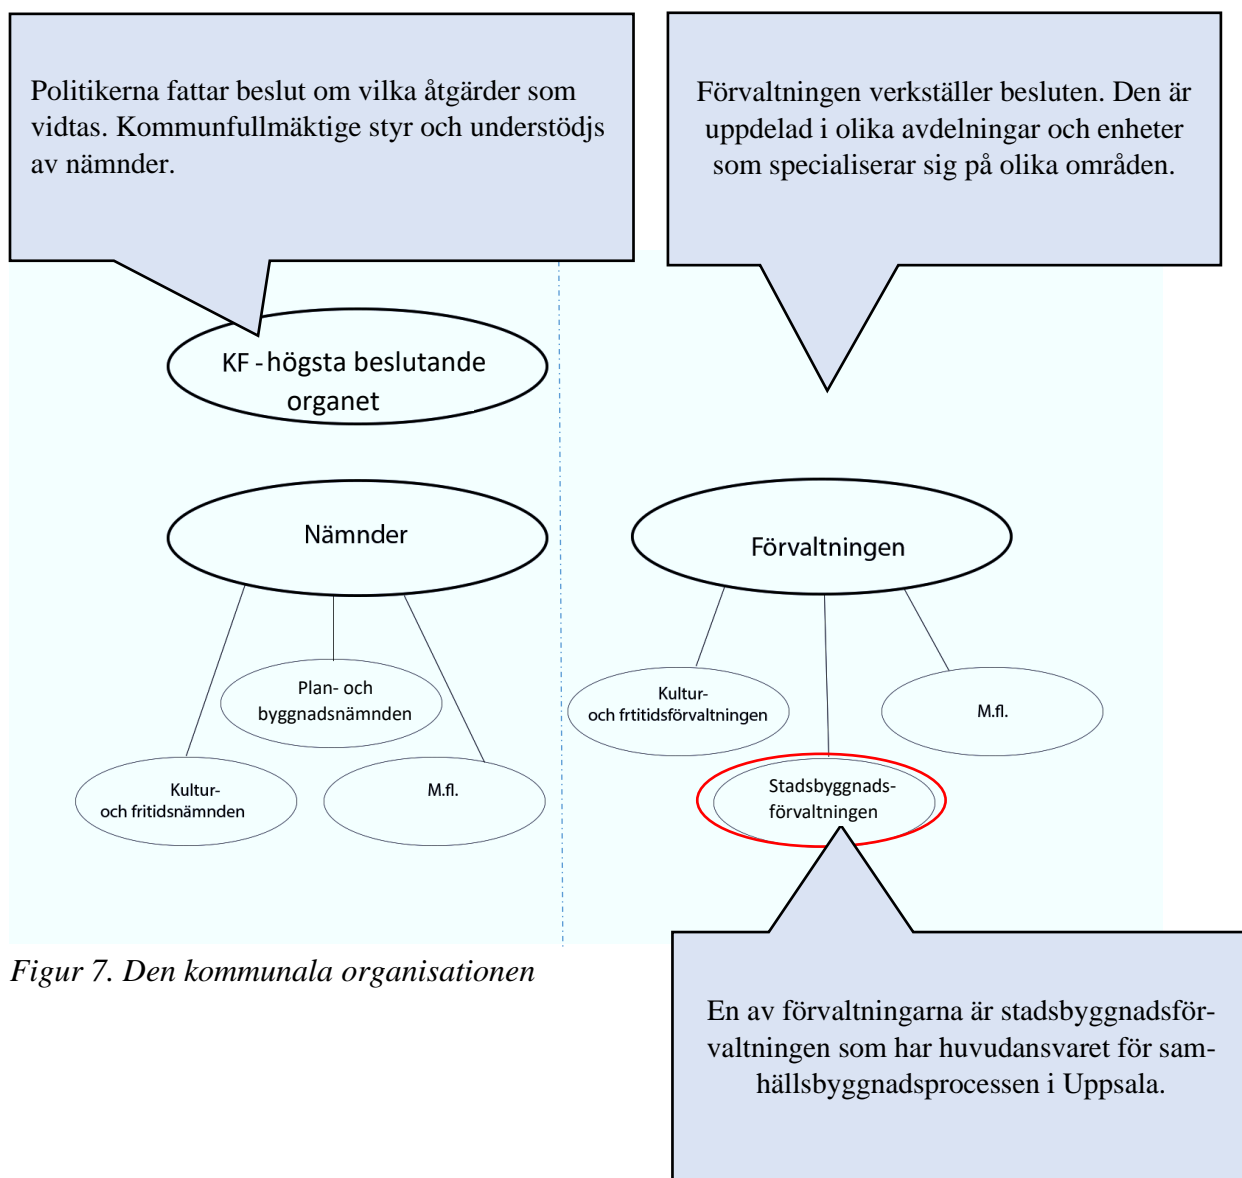 Politikerna fattar beslut om vilka åtgärder som
vidtas. Kommunfullmäktige styr och understödjs
av nämnder.
Förvaltningen verkställer besluten. Den är
uppdelad i olika avdelningar och enheter
som specialiserar sig på olika områden.
KF - högsta beslutande
organet
Nämnder
Förvaltningen
Plan- och
byggnadsnämnden
Kultur-
och fritidsnämnden
M.fl.
Kultur-
och frtitidsförvaltningen
M.fl.
Stadsbyggnads-
förvaltningen
Figur 7. Den kommunala organisationen
En av förvaltningarna är stadsbyggnadsför-
valtningen som har huvudansvaret för sam-
hällsbyggnadsprocessen i Uppsala.